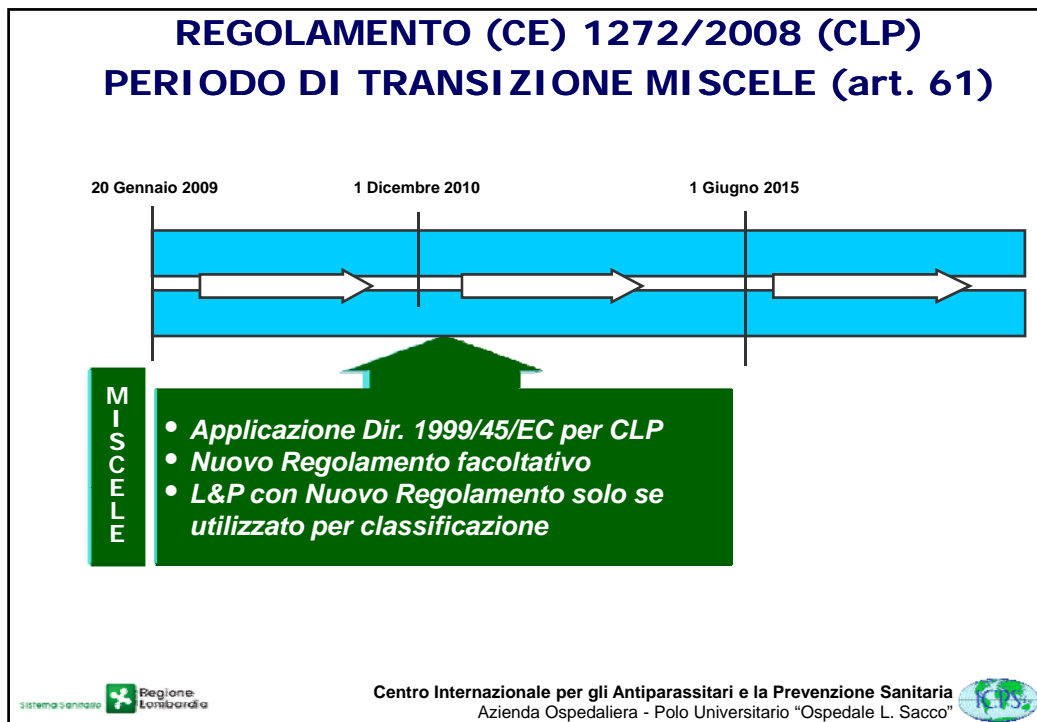 REGOLAMENTO (CE) 1272/2008 (CLP)
PERIODO DI TRANSIZIONE MISCELE (art. 61)
20 Gennaio 2009
1 Dicembre 2010
1 Giugno 2015
MISCELE
• Applicazione Dir. 1999/45/EC per CLP
• Nuovo Regolamento facoltativo
• L&P con Nuovo Regolamento solo se
utilizzato per classificazione
Sistema Sanitario
Regione
Lombardia
Centro Internazionale per gli Antiparassitari e la Prevenzione Sanitaria
Azienda Ospedaliera - Polo Universitario “Ospedale L. Sacco”
ICPS